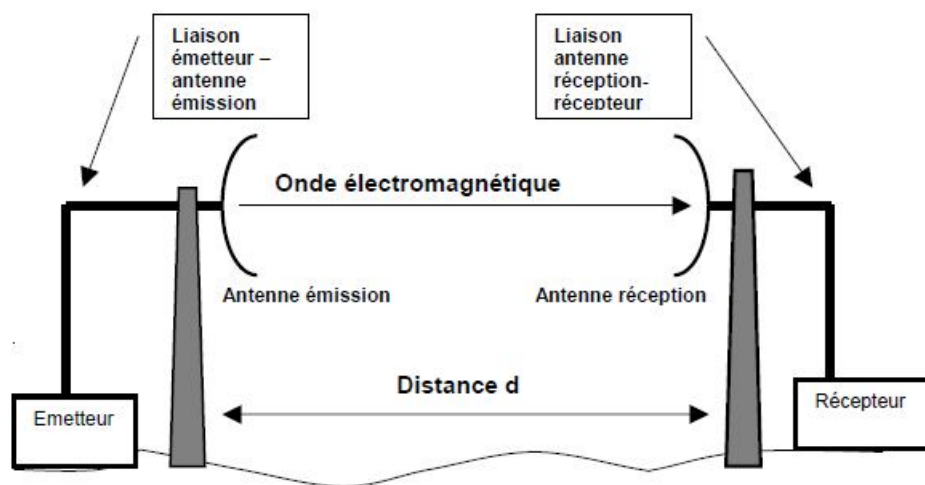 Liaison
émetteur –
antenne
émission
Liaison
antenne
réception-
récepteur
Onde électromagnétique
Antenne émission
Antenne réception
Distance d
Emetteur
Récepteur